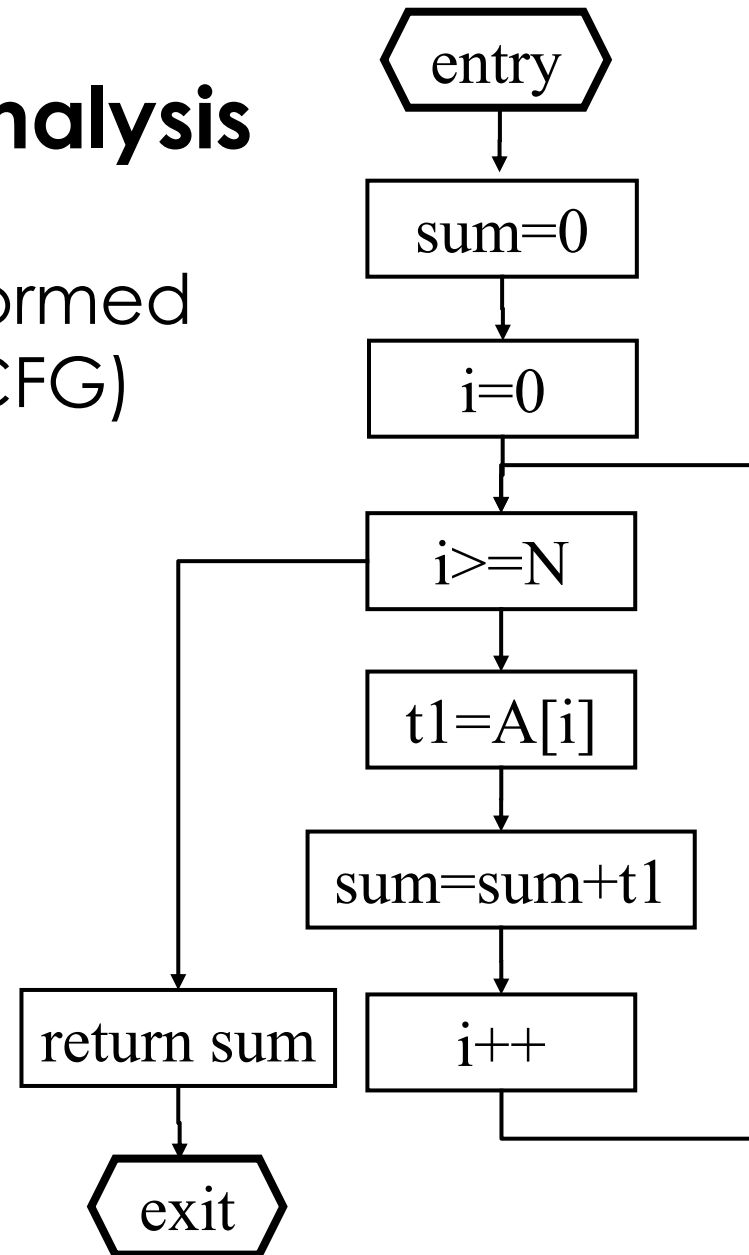 nalysis
ormed
CFG)
entry
sum=0
i=0
i>=N
t1=A[i]
sum=sum+t1
i++
return sum
exit